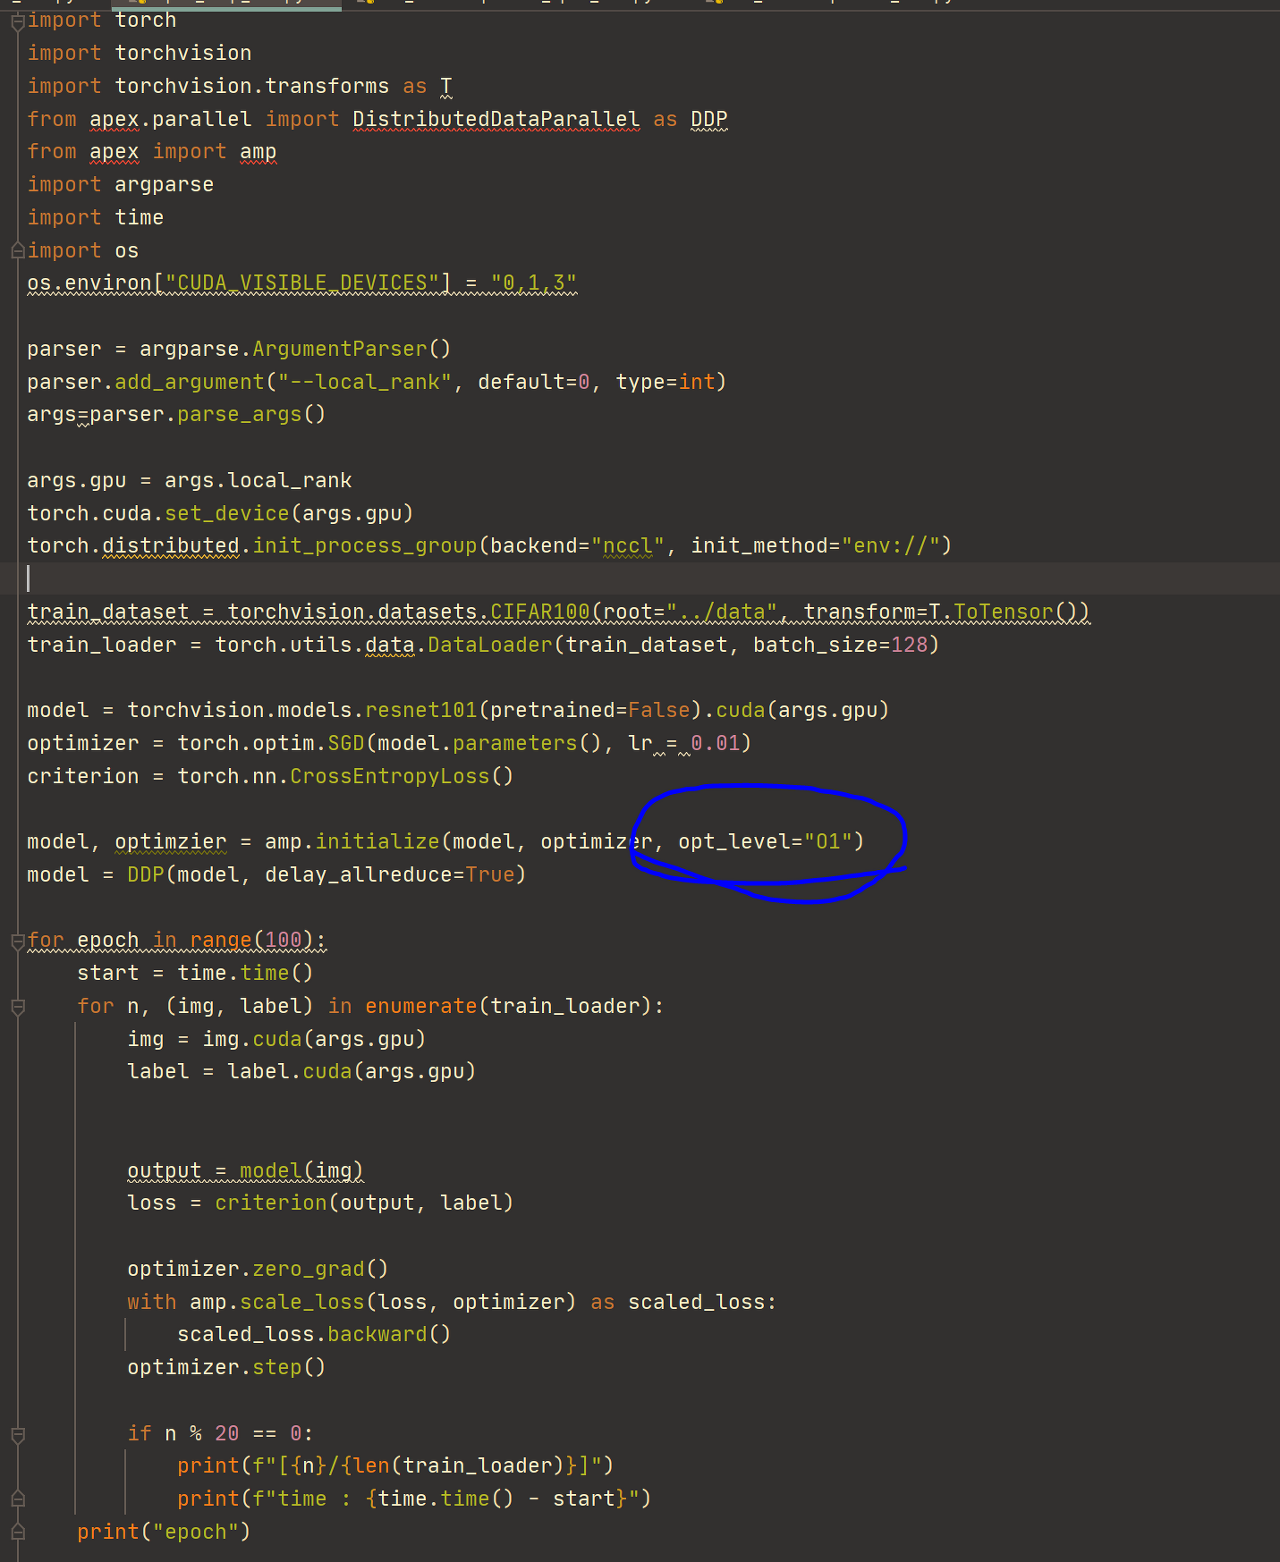 import torch
import torchvision
import torchvision.transforms as T
from apex.parallel import DistributedDataParallel as DDP
from apex import amp
import argparse
import time
import os
os.environ["CUDA_VISIBLE_DEVICES"] = "0,1,3"
parser = argparse.ArgumentParser()
parser.add_argument("--local_rank", default=0, type=int)
args=parser.parse_args()
args.gpu = args.local_rank
torch.cuda.set_device(args.gpu)
torch.distributed.init_process_group(backend="nccl", init_method="env://")
train_dataset = torchvision.datasets.CIFAR100(root="../data", transform=T.ToTensor())
train_loader = torch.utils.data.DataLoader(train_dataset, batch_size=128)
model = torchvision.models.resnet101(pretrained=False).cuda(args.gpu)
optimizer = torch.optim.SGD(model.parameters(), lr = 0.01)
criterion = torch.nn.CrossEntropyLoss()
model, optimzier = amp.initialize(model, optimizer, opt_level="O1")
model = DDP(model, delay_allreduce=True)
for epoch in range(100):
    start = time.time()
    for n, (img, label) in enumerate(train_loader):
        img = img.cuda(args.gpu)
        label = label.cuda(args.gpu)
        output = model(img)
        loss = criterion(output, label)
        optimizer.zero_grad()
        with amp.scale_loss(loss, optimizer) as scaled_loss:
            scaled_loss.backward()
        optimizer.step()
        if n % 20 == 0:
            print(f"[{n}/{len(train_loader)}]")
            print(f"time : {time.time() - start}")
    print("epoch")